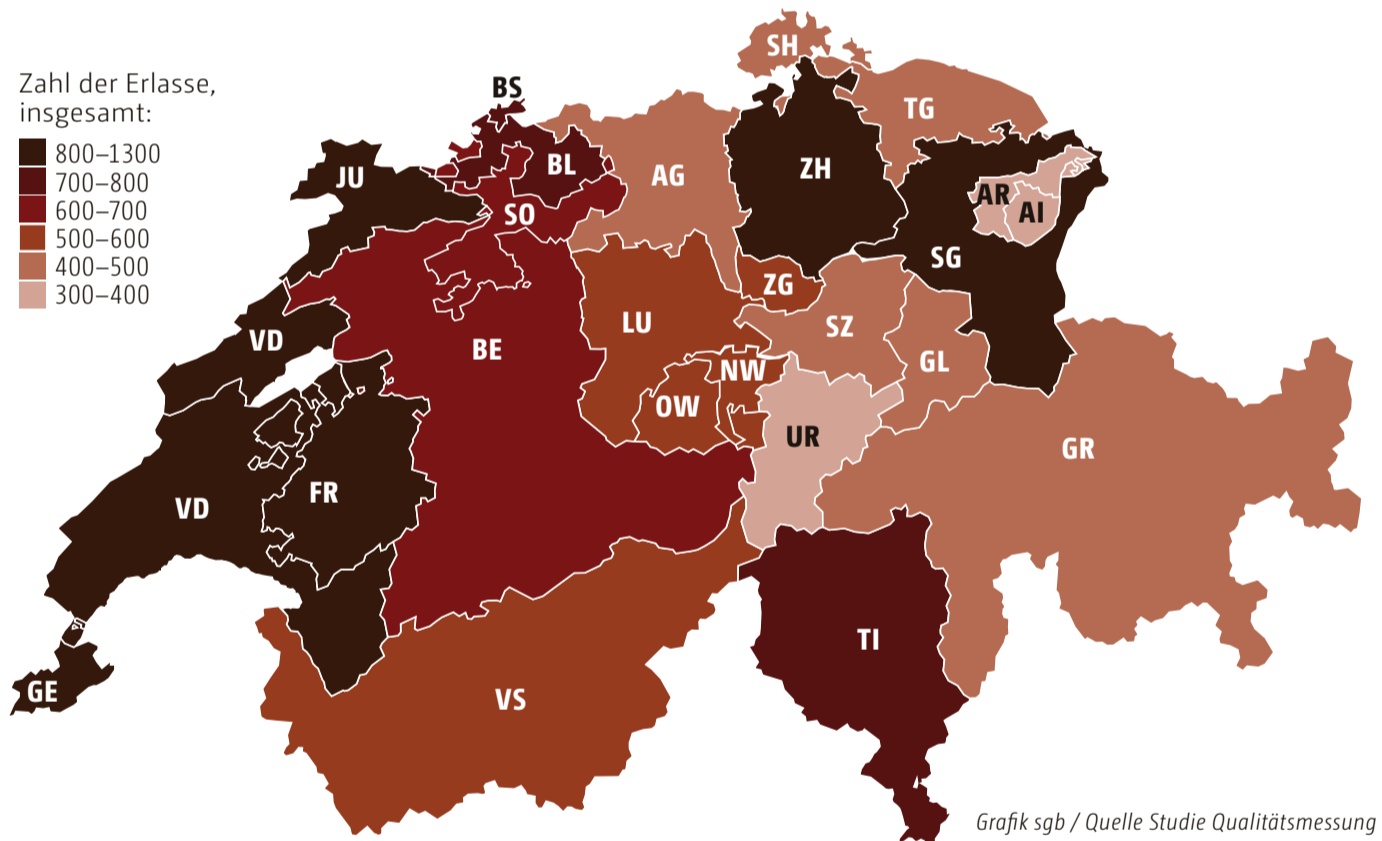 Zahl der Erlasse,
insgesamt:
800–1300
700–800
600–700
500–600
400–500
300–400
SH
BS
TG
JU
BL
AG
ZH
AR
AI
SO
SG
ZG
VD
LU
SZ
BE
GL
NW
OW
UR
GR
FR
VD
TI
GE
VS
Grafik sgb / Quelle Studie Qualitätsmessung